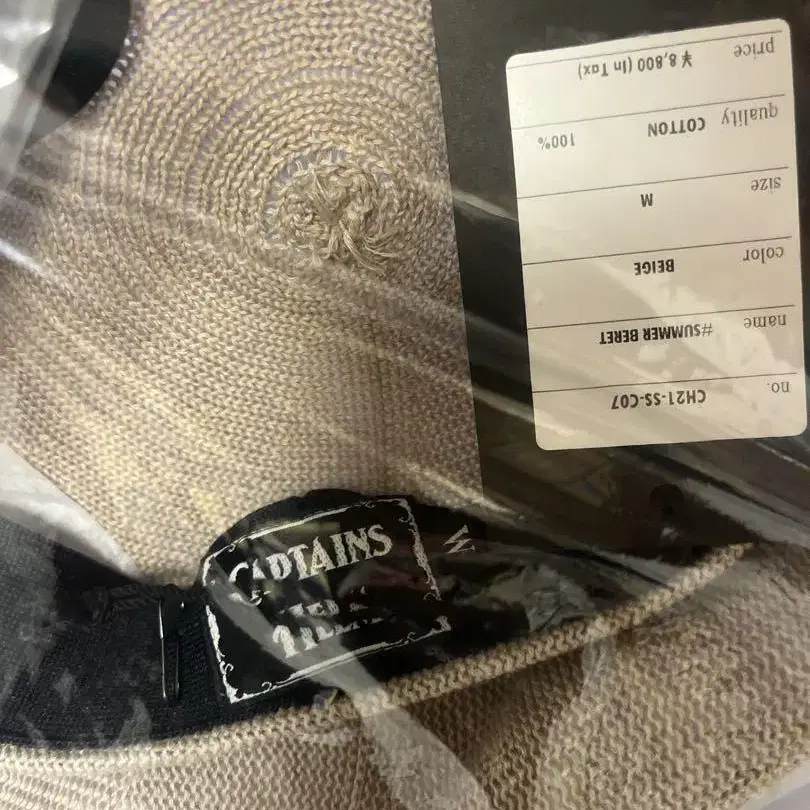 no. CH21-SS-C07
name #SUMMER BERET
color BEIGE
size M
quality COTTON 100%
price ¥8,800 (In Tax)
CAPTAINS
M